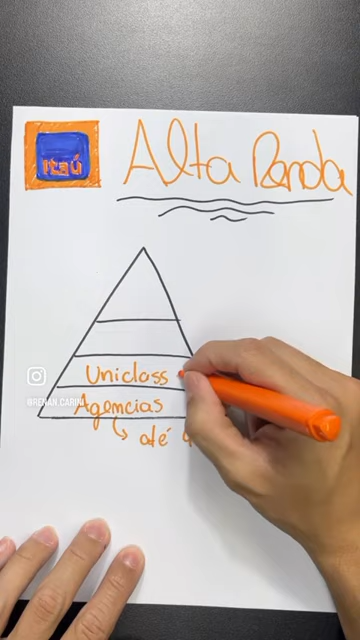 Itaú
Alta Renda
Uniclass
@RENAN.CARINI
Agencias
até